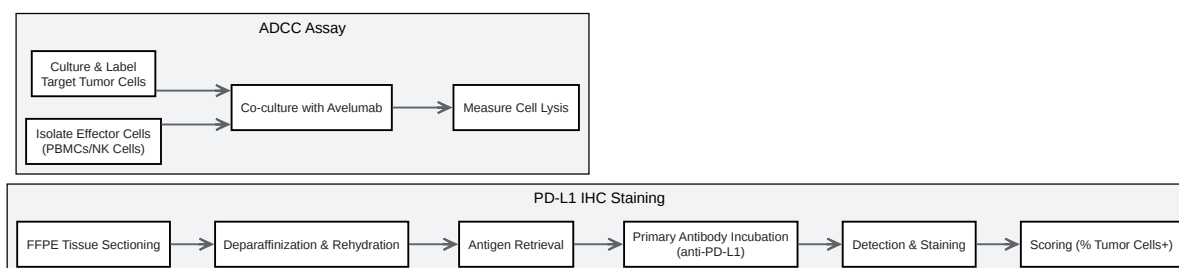 ADCC Assay
Culture & Label
Target Tumor Cells
Isolate Effector Cells
(PBMCs/NK Cells)
Co-culture with Avelumab
Measure Cell Lysis
PD-L1 IHC Staining
FFPE Tissue Sectioning
Deparaffinization & Rehydration
Antigen Retrieval
Primary Antibody Incubation
(anti-PD-L1)
Detection & Staining
Scoring (% Tumor Cells+)